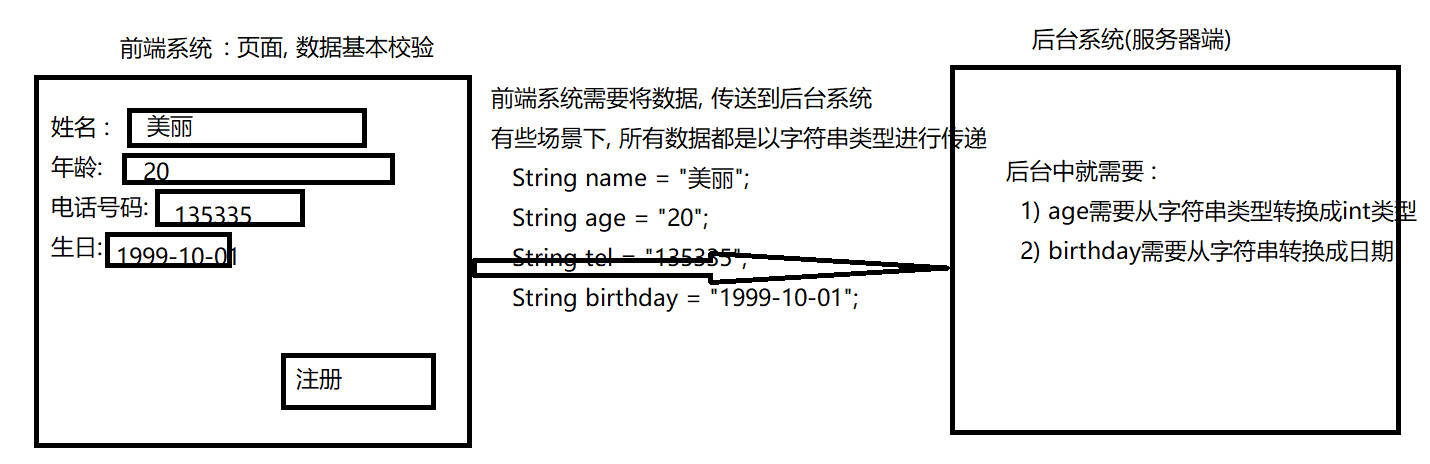 前端系统 : 页面, 数据基本校验
姓名 : 美丽
年龄: 20
电话号码: 135335
生日: 1999-10-01
注册
前端系统需要将数据, 传送到后台系统
有些场景下, 所有数据都是以字符串类型进行传递
String name = "美丽";
String age = "20";
String tel = "135335";
String birthday = "1999-10-01";
后台系统(服务器端)
后台中就需要 :
1) age需要从字符串类型转换成int类型
2) birthday需要从字符串转换成日期